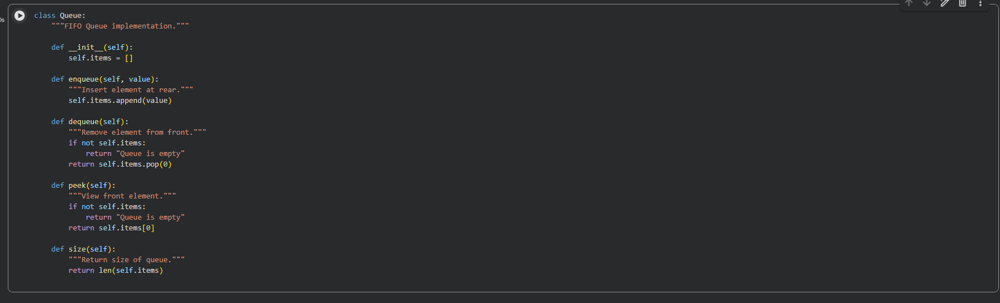 0s
class Queue:
    """FIFO Queue implementation."""

    def __init__(self):
        self.items = []

    def enqueue(self, value):
        """Insert element at rear."""
        self.items.append(value)

    def dequeue(self):
        """Remove element from front."""
        if not self.items:
            return "Queue is empty"
        return self.items.pop(0)

    def peek(self):
        """View front element."""
        if not self.items:
            return "Queue is empty"
        return self.items[0]

    def size(self):
        """Return size of queue."""
        return len(self.items)